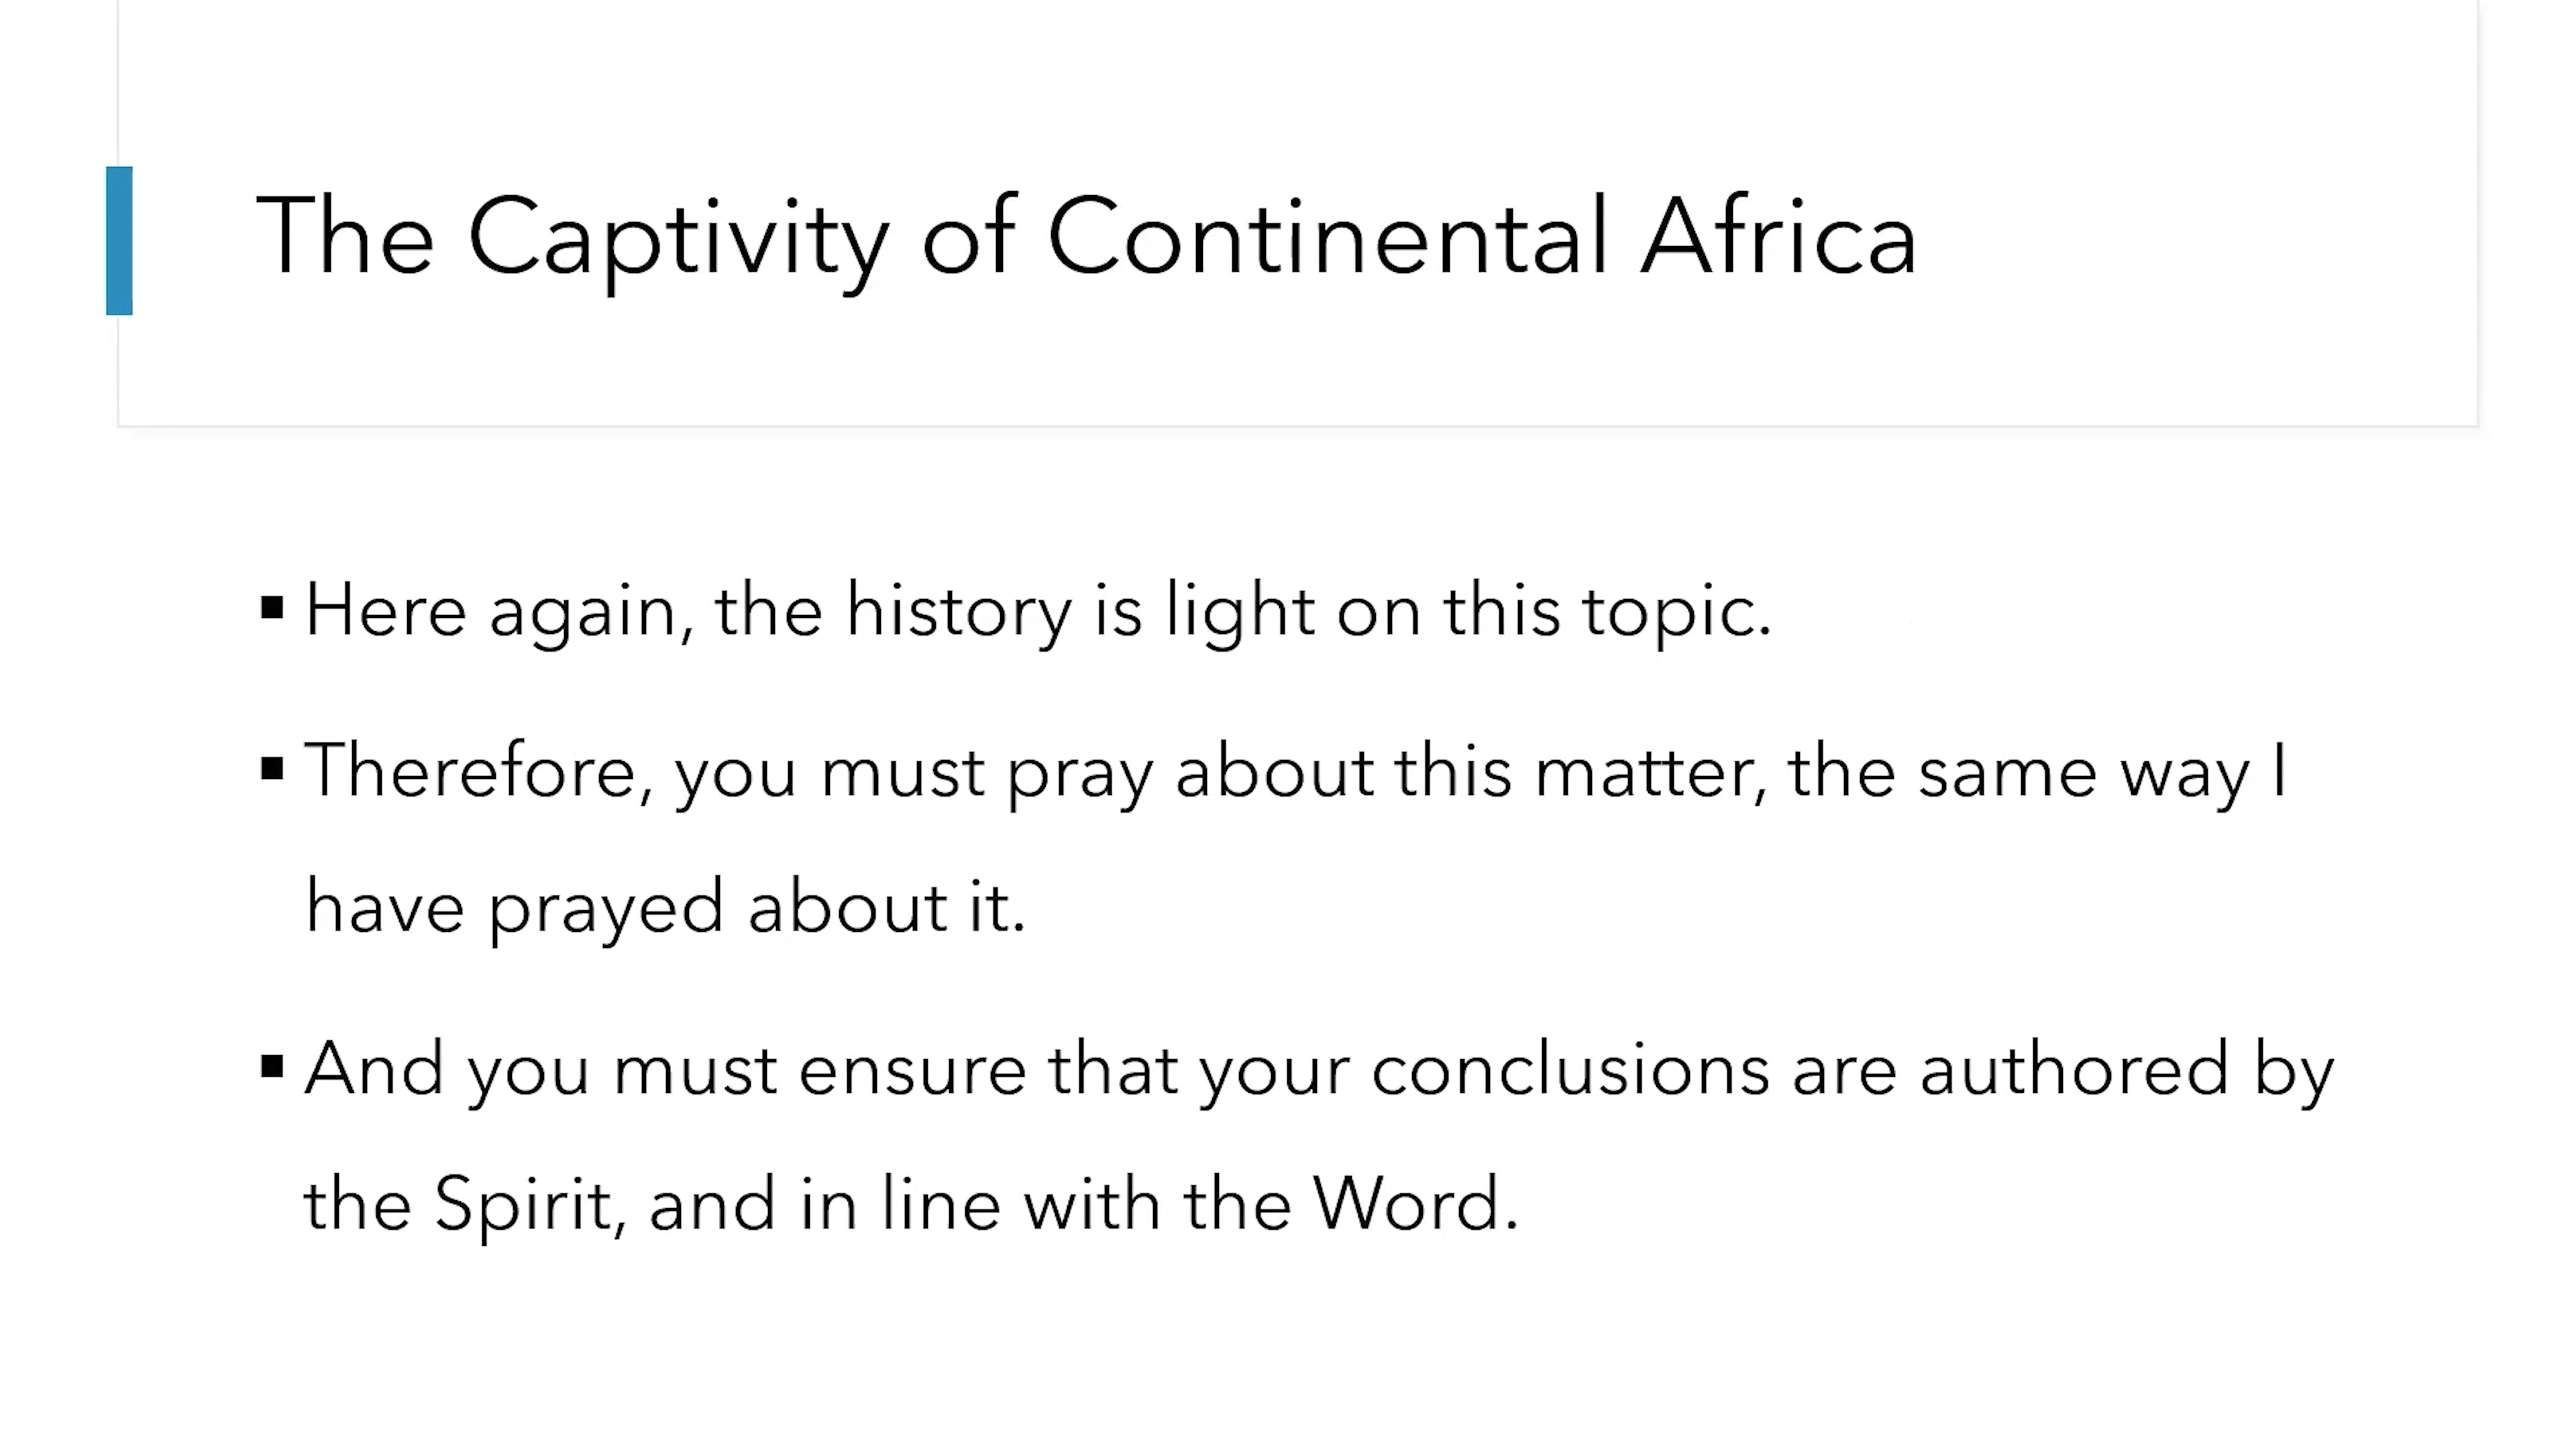 The Captivity of Continental Africa
▪ Here again, the history is light on this topic.
▪ Therefore, you must pray about this matter, the same way I
have prayed about it.
▪ And you must ensure that your conclusions are authored by
the Spirit, and in line with the Word.